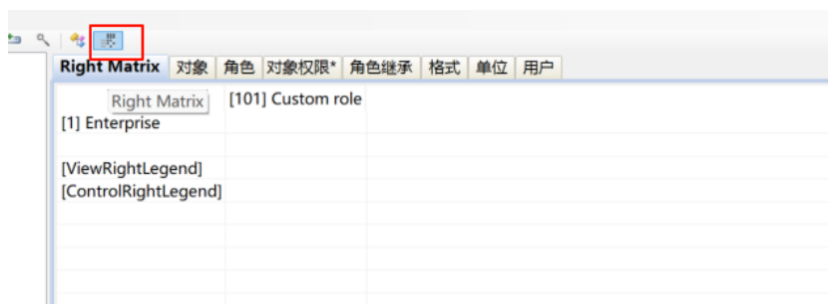 Right Matrix 对象 角色 对象权限* 角色继承 格式 单位 用户
Right Matrix [101] Custom role
[1] Enterprise
[ViewRightLegend]
[ControlRightLegend]